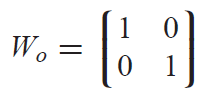 W_o = [1 0
0 1]